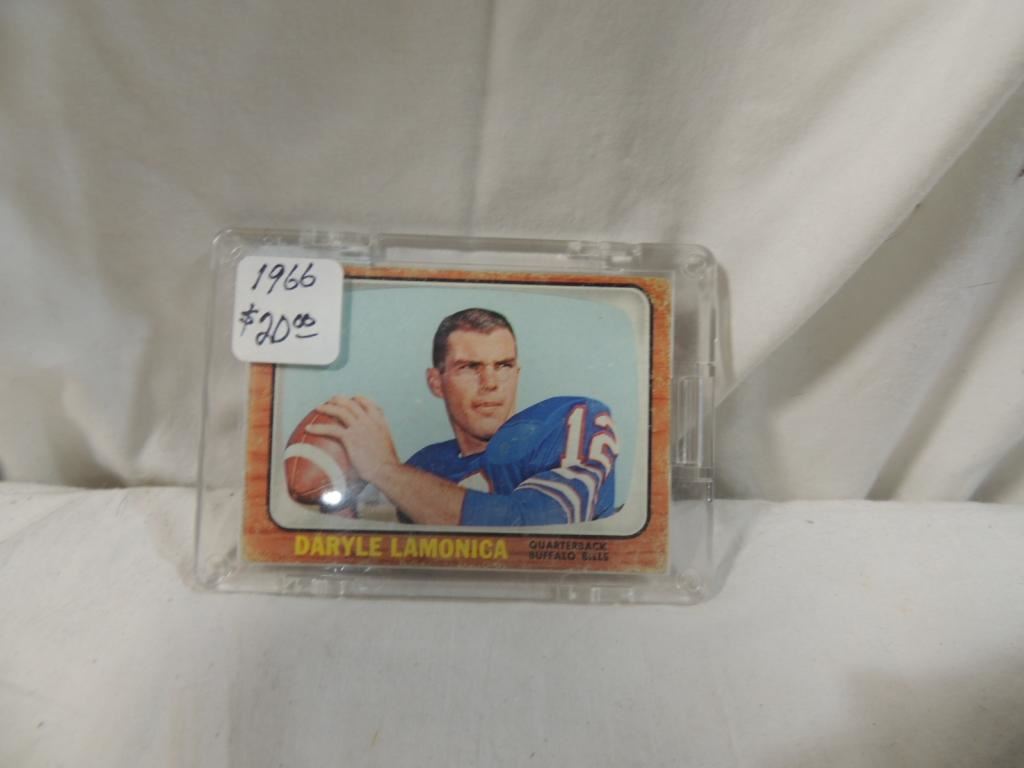 1966
$20.00
12
DARYLE LAMONICA
QUARTERBACK
BUFFALO BILLS